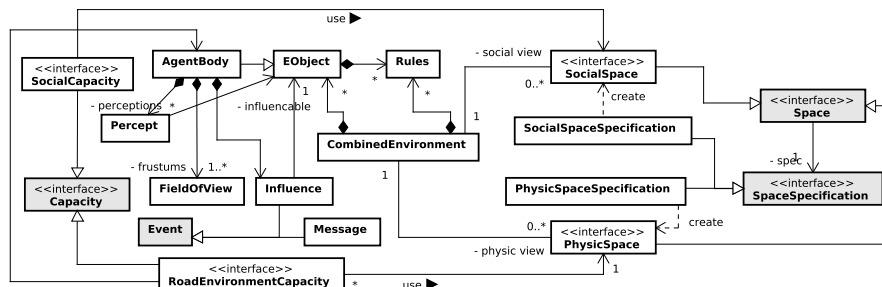 use ►
<<interface>>
SocialCapacity
AgentBody
EObject
Rules
- social view
<<interface>>
SocialSpace
0..*
- perceptions
*
- influencable
1
*
*
*
create
<<interface>>
Space
Percept
1
SocialSpaceSpecification
CombinedEnvironment
- spec
1
- frustums
1..*
1
<<interface>>
Capacity
FieldOfView
Influence
PhysicSpaceSpecification
<<interface>>
SpaceSpecification
Event
Message
0..*
create
<<interface>>
PhysicSpace
- physic view
<<interface>>
RoadEnvironmentCapacity
1
*
use ►